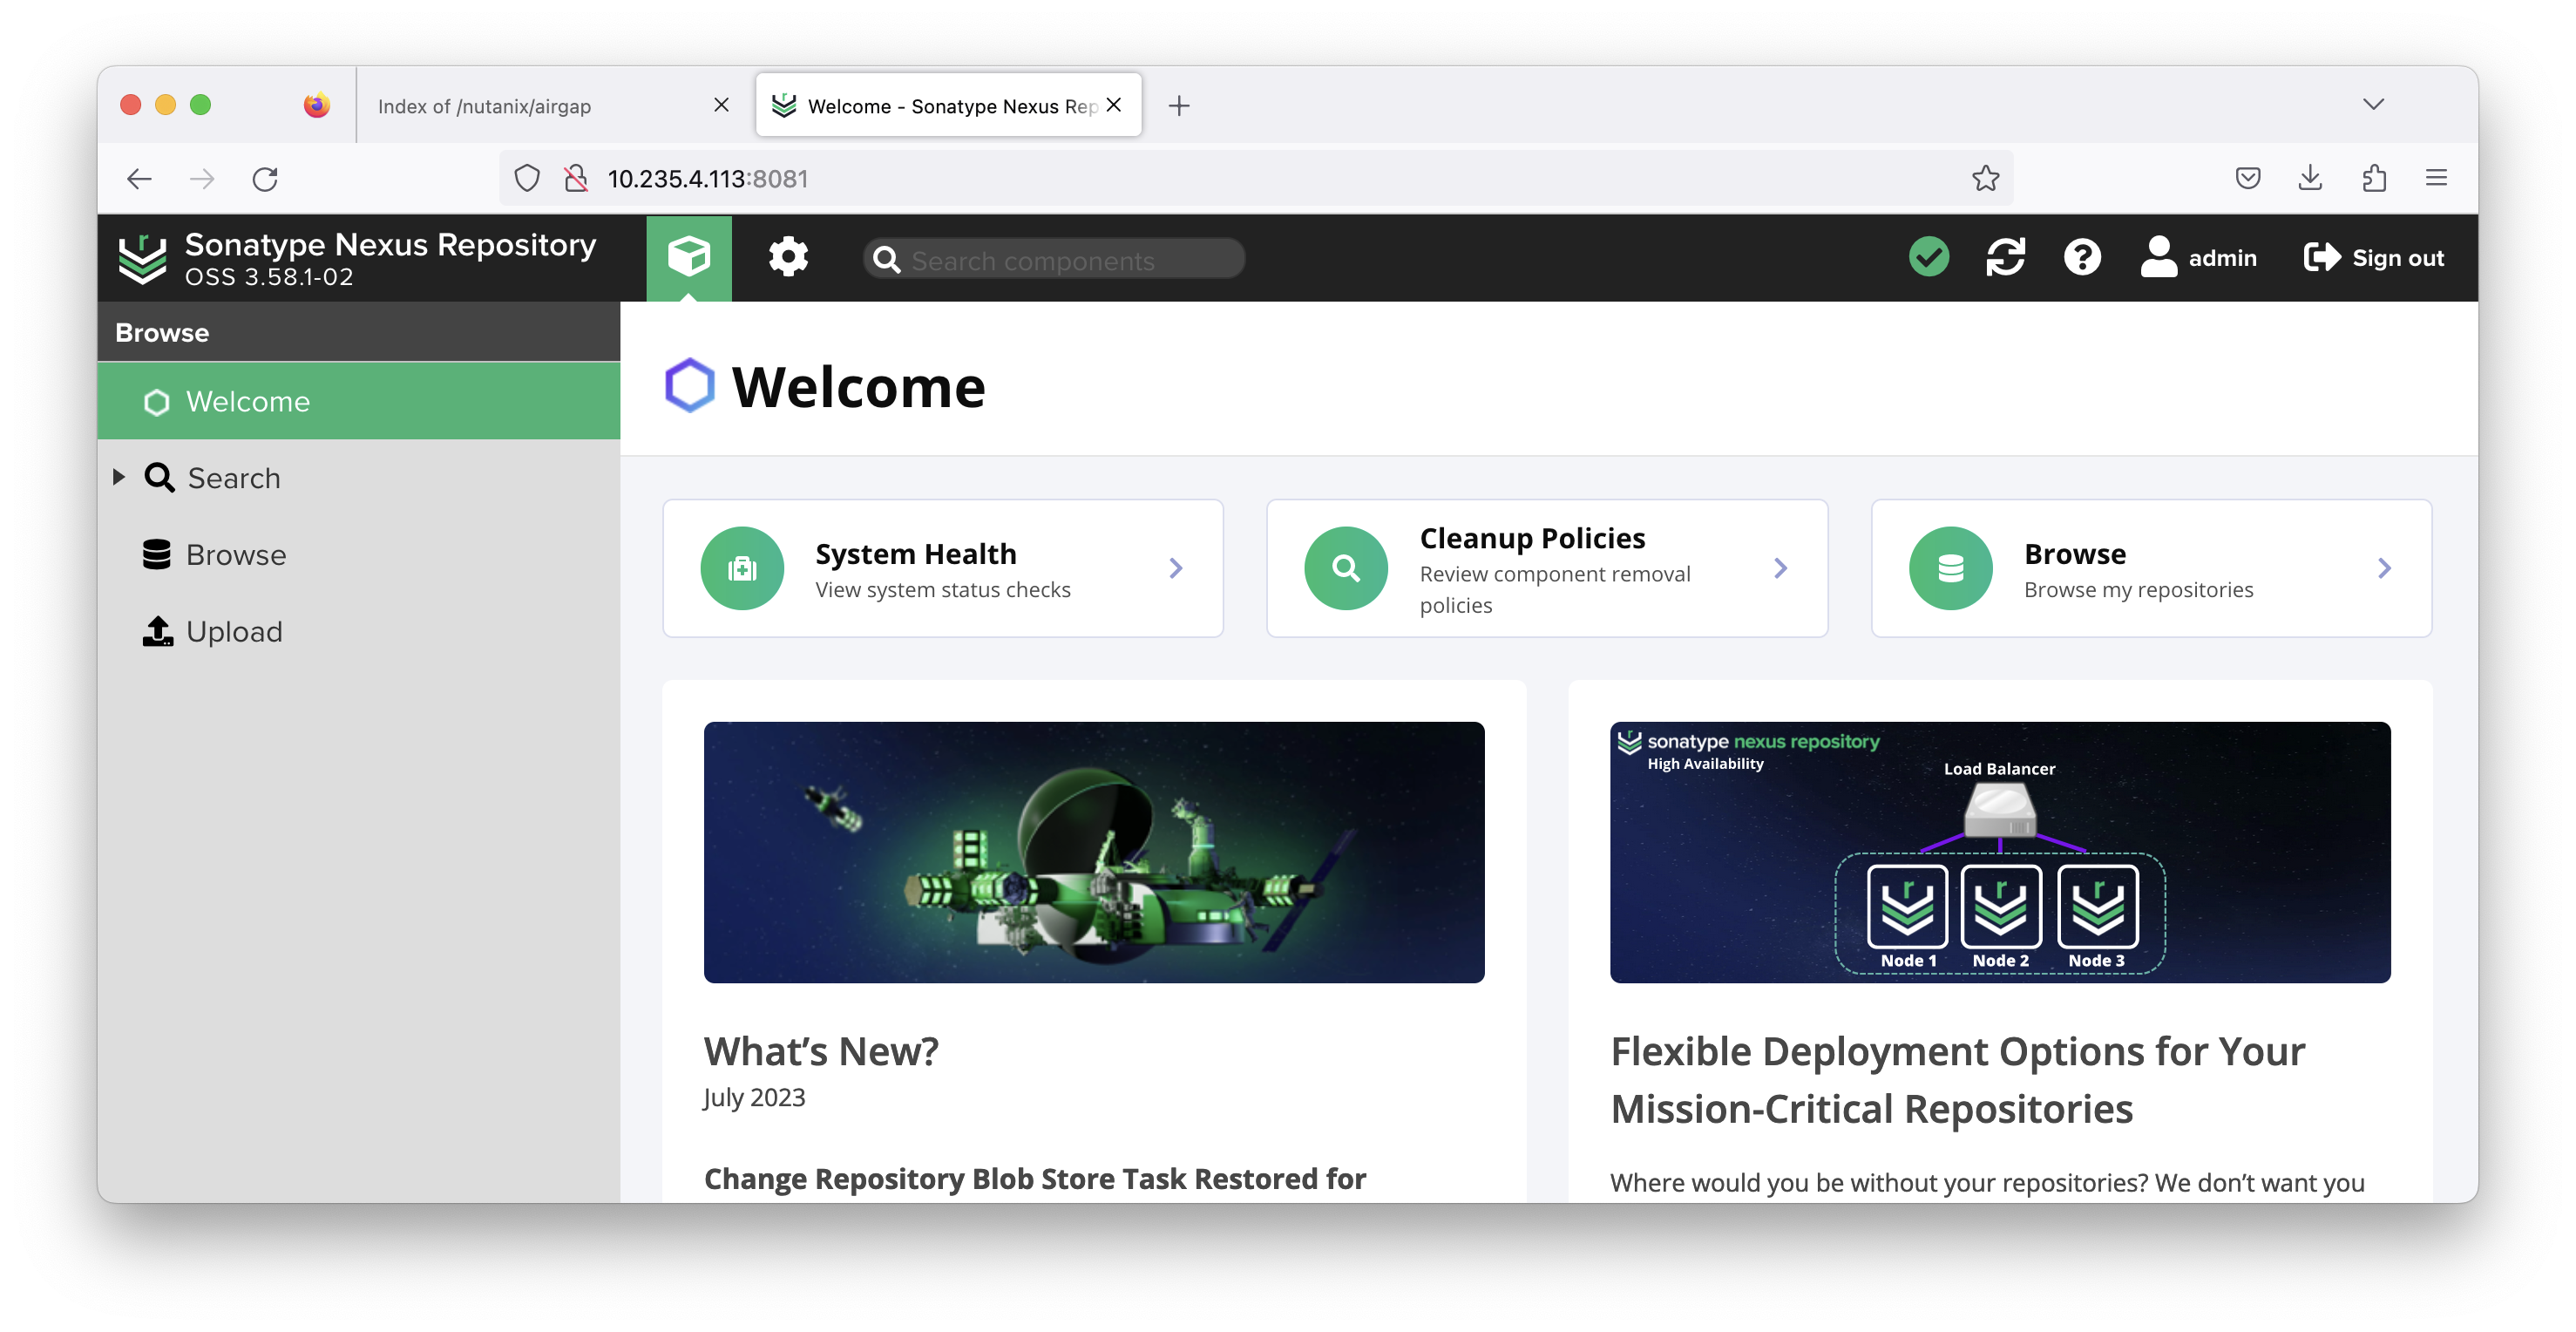 Index of /nutanix/airgap
Welcome - Sonatype Nexus Rep
10.235.4.113:8081
Sonatype Nexus Repository
OSS 3.58.1-02
Search components
admin
Sign out
Browse
Welcome
Search
Browse
Upload
Welcome
System Health
View system status checks
Cleanup Policies
Review component removal
policies
Browse
Browse my repositories
sonatype nexus repository
High Availability
Load Balancer
Node 1
Node 2
Node 3
What’s New?
July 2023
Change Repository Blob Store Task Restored for
Flexible Deployment Options for Your
Mission-Critical Repositories
Where would you be without your repositories? We don’t want you